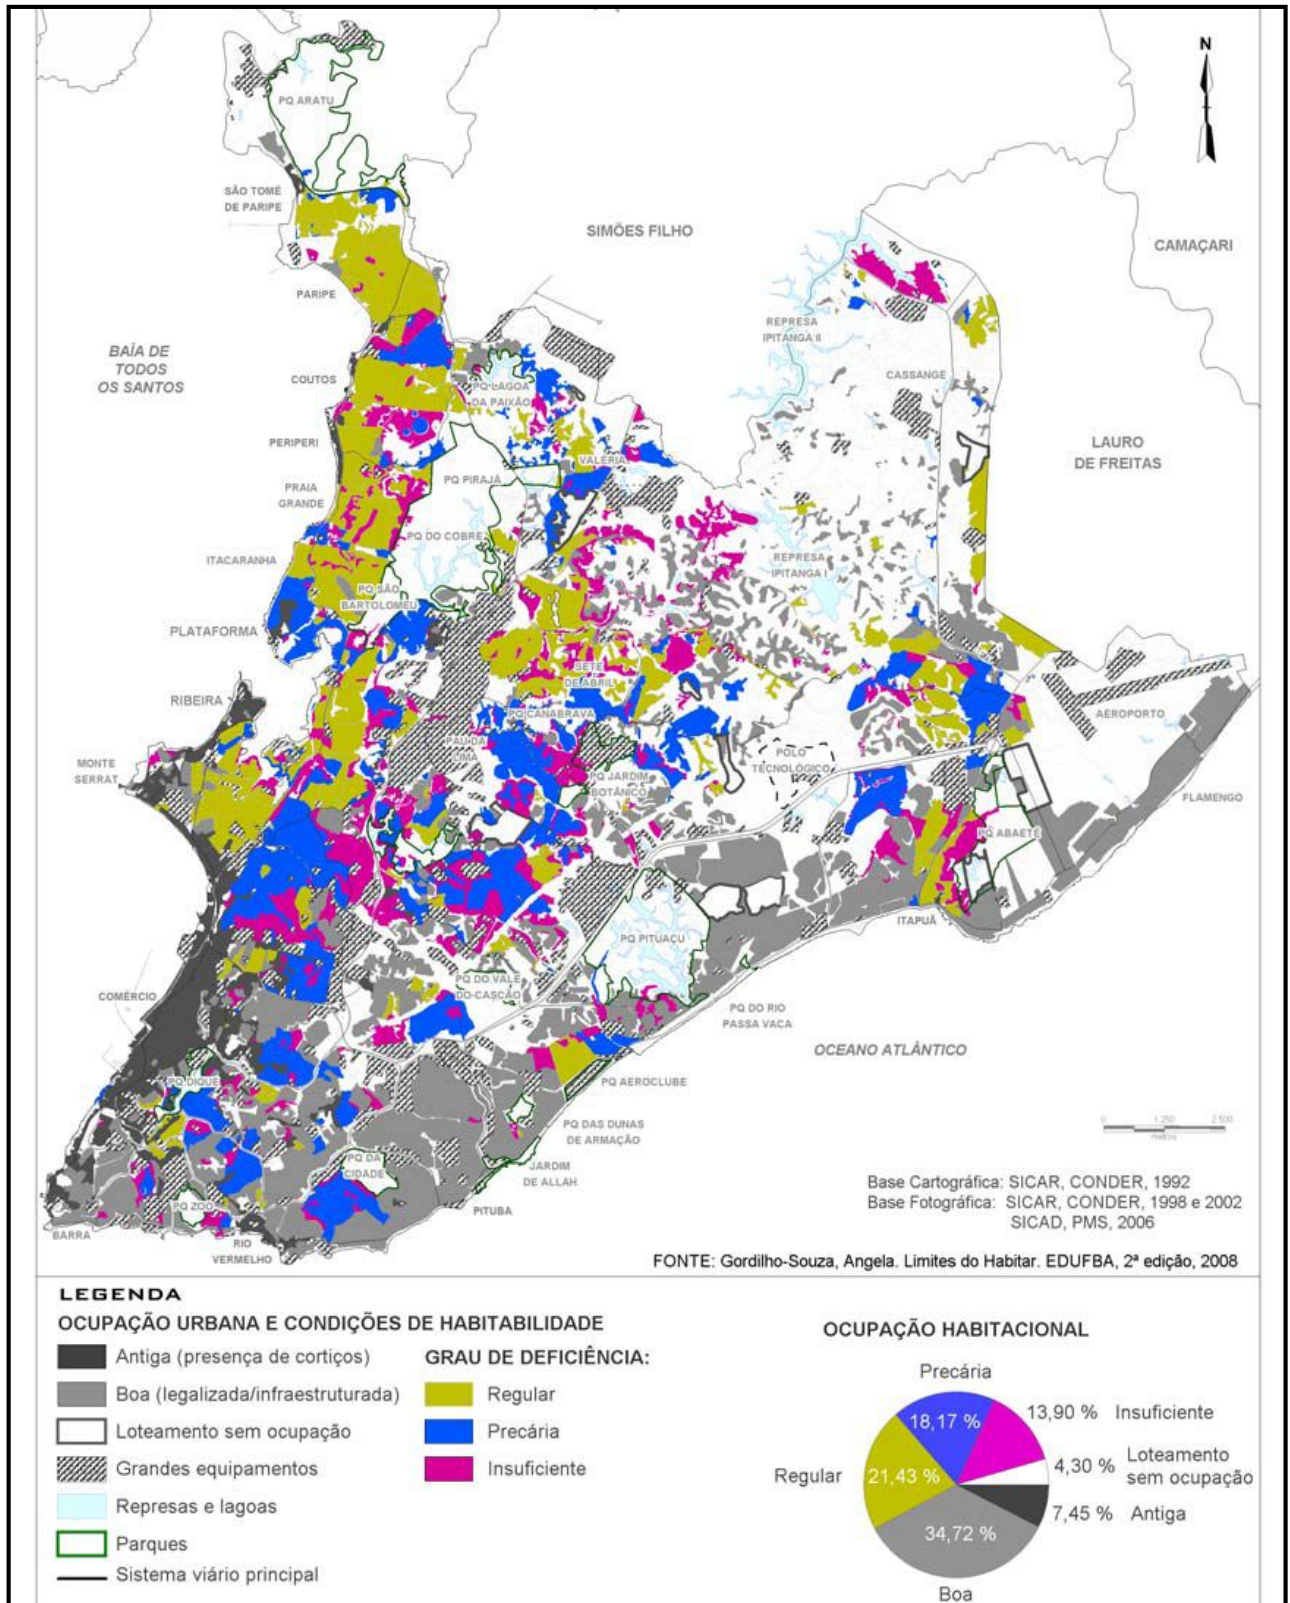 N
PQ ARATU
SÃO TOMÉ
DE PARIPE
SIMÕES FILHO
CAMAÇARI
PARIPE
REPRESA
IPITANGA II
BAÍA DE
TODOS
OS SANTOS
COUTOS
CASSANGE
PQ LAGOA
DA PAIXÃO
PERIPERI
LAURO
DE FREITAS
VALÉRIA
PQ PIRAJÁ
PRAIA
GRANDE
PQ DO COBRE
ITACARANHA
REPRESA
IPITANGA I
PQ SÃO
BARTOLOMEU
PLATAFORMA
SETE
DE ABRIL
RIBEIRA
PQ CANABRAVA
AEROPORTO
PAU DA
LIMA
MONTE
SERRAT
POLO
TECNOLÓGICO
PQ JARDIM
BOTÂNICO
FLAMENGO
PQ ABAETÉ
ITAPUÃ
PQ PITUAÇU
PQ DO VALE
DO CASCÃO
COMÉRCIO
PQ DO RIO
PASSA VACA
OCEANO ATLÂNTICO
PQ DIQUE
PQ AEROCLUBE
PQ DAS DUNAS
DE ARMAÇÃO
0 1.250 2.500
metros
PQ DA
CIDADE
JARDIM
DE ALLAH
PQ ZOO
PITUBA
BARRA
RIO
VERMELHO
Base Cartográfica: SICAR, CONDER, 1992
Base Fotográfica: SICAR, CONDER, 1998 e 2002
SICAD, PMS, 2006
FONTE: Gordilho-Souza, Angela. Limites do Habitar. EDUFBA, 2ª edição, 2008
LEGENDA
OCUPAÇÃO URBANA E CONDIÇÕES DE HABITABILIDADE
Antiga (presença de cortiços)
Boa (legalizada/infraestruturada)
Loteamento sem ocupação
Grandes equipamentos
Represas e lagoas
Parques
Sistema viário principal
GRAU DE DEFICIÊNCIA:
Regular
Precária
Insuficiente
OCUPAÇÃO HABITACIONAL
Precária
18,17 %
13,90 % Insuficiente
4,30 % Loteamento
sem ocupação
Regular
21,43 %
7,45 % Antiga
34,72 %
Boa